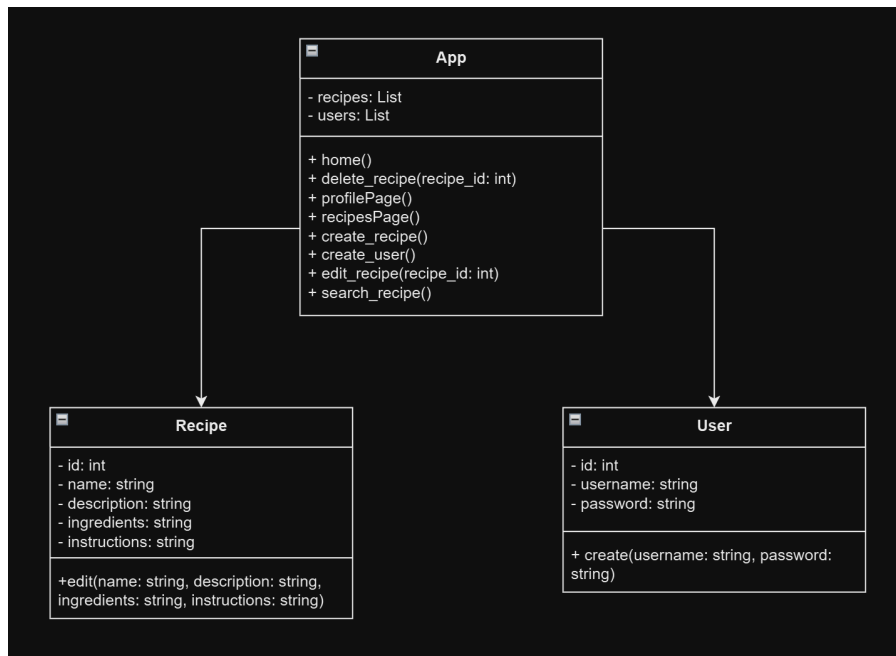 App
- recipes: List
- users: List
+ home()
+ delete_recipe(recipe_id: int)
+ profilePage()
+ recipesPage()
+ create_recipe()
+ create_user()
+ edit_recipe(recipe_id: int)
+ search_recipe()
Recipe
- id: int
- name: string
- description: string
- ingredients: string
- instructions: string
+edit(name: string, description: string,
ingredients: string, instructions: string)
User
- id: int
- username: string
- password: string
+ create(username: string, password:
string)